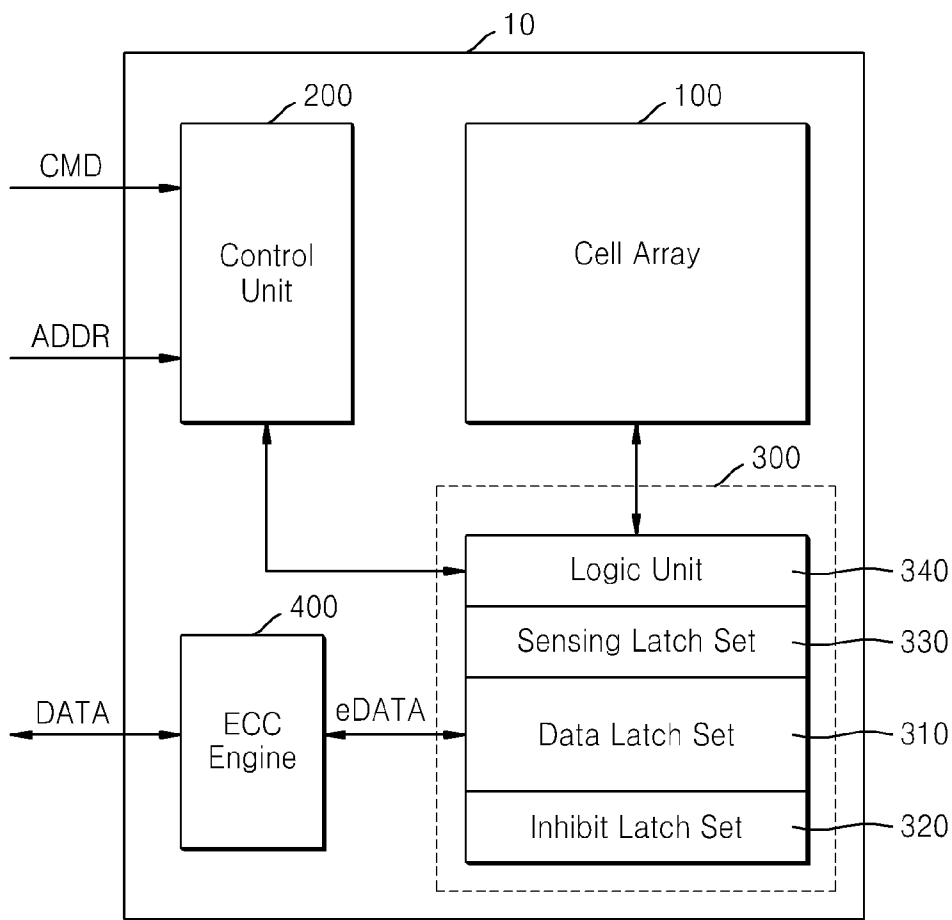 10
200
100
CMD
Control
Unit
Cell Array
ADDR
300
Logic Unit
340
400
Sensing Latch Set
330
DATA
ECC
Engine
eDATA
Data Latch Set
310
Inhibit Latch Set
320